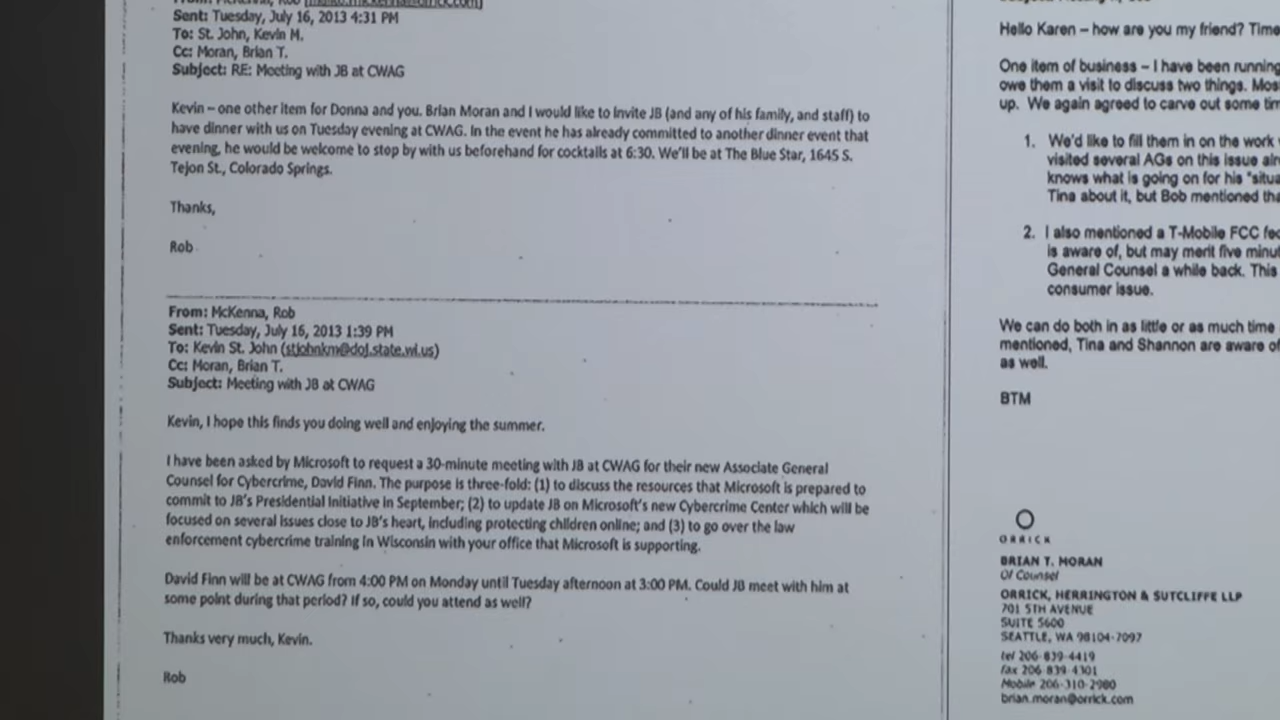 Sent: Tuesday, July 16, 2013 4:31 PM
To: St. John, Kevin M.
Cc: Moran, Brian T.
Subject: RE: Meeting with JB at CWAG
Kevin – one other item for Donna and you. Brian Moran and I would like to invite JB (and any of his family, and staff) to
have dinner with us on Tuesday evening at CWAG. In the event he has already committed to another dinner event that
evening, he would be welcome to stop by with us beforehand for cocktails at 6:30. We'll be at The Blue Star, 1645 S.
Tejon St., Colorado Springs.
Thanks,
Rob
From: McKenna, Rob
Sent: Tuesday, July 16, 2013 1:39 PM
To: Kevin St. John (stjohnkm@doj.state.wi.us)
Cc: Moran, Brian T.
Subject: Meeting with JB at CWAG
Kevin, I hope this finds you doing well and enjoying the summer.
I have been asked by Microsoft to request a 30-minute meeting with JB at CWAG for their new Associate General
Counsel for Cybercrime, David Finn. The purpose is three-fold: (1) to discuss the resources that Microsoft is prepared to
commit to JB's Presidential Initiative in September; (2) to update JB on Microsoft's new Cybercrime Center which will be
focused on several issues close to JB's heart, including protecting children online; and (3) to go over the law
enforcement cybercrime training in Wisconsin with your office that Microsoft is supporting.
David Finn will be at CWAG from 4:00 PM on Monday until Tuesday afternoon at 3:00 PM. Could JB meet with him at
some point during that period? If so, could you attend as well?
Thanks very much, Kevin.
Rob
Hello Karen – how are you my friend? Time
One item of business – I have been running
owe them a visit to discuss two things. Mos
up. We again agreed to carve out some tim
1. We'd like to fill them in on the work
visited several AGs on this issue alr
knows what is going on for his "situa
Tina about it, but Bob mentioned tha
2. I also mentioned a T-Mobile FCC fed
is aware of, but may merit five minut
General Counsel a while back. This
consumer issue.
We can do both in as little or as much time
mentioned, Tina and Shannon are aware of
as well.
BTM
ORRICK
BRIAN T. MORAN
Of Counsel
ORRICK, HERRINGTON & SUTCLIFFE LLP
701 5TH AVENUE
SUITE 5600
SEATTLE, WA 98104-7097
tel 206-839-4419
fax 206-839-4301
Mobile 206-310-2980
brian.moran@orrick.com